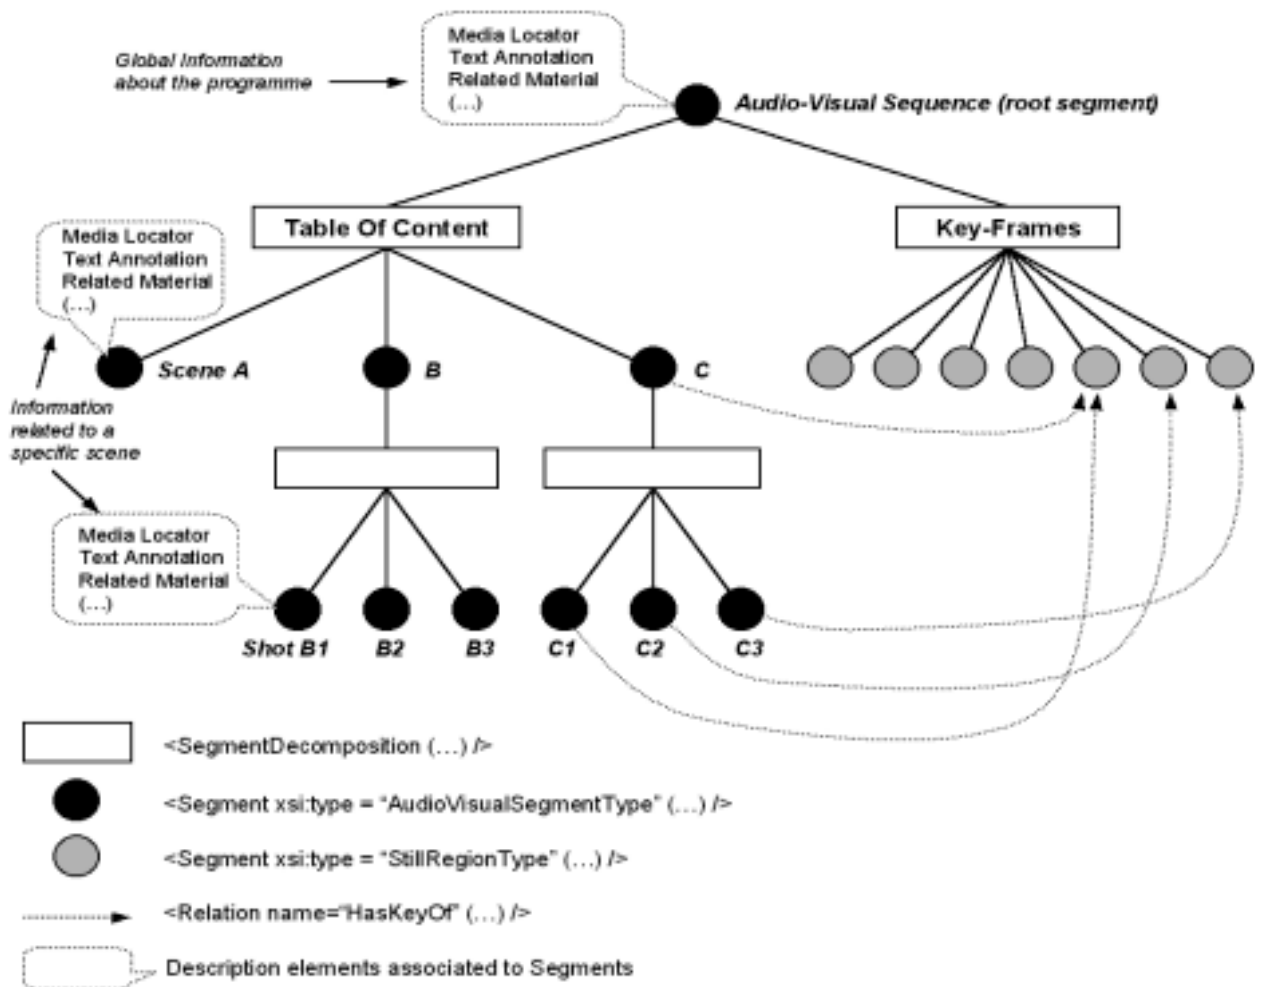 Media Locator
Text Annotation
Related Material
(…)
Global Information
about the programme
Audio-Visual Sequence (root segment)
Table Of Content
Key-Frames
Media Locator
Text Annotation
Related Material
(…)
Scene A
B
C
Information
related to a
specific scene
Media Locator
Text Annotation
Related Material
(…)
Shot B1
B2
B3
C1
C2
C3
<SegmentDecomposition (…) />
<Segment xsi:type = “AudioVisualSegmentType” (…) />
<Segment xsi:type = “StillRegionType” (…) />
<Relation name=“HasKeyOf” (…) />
Description elements associated to Segments